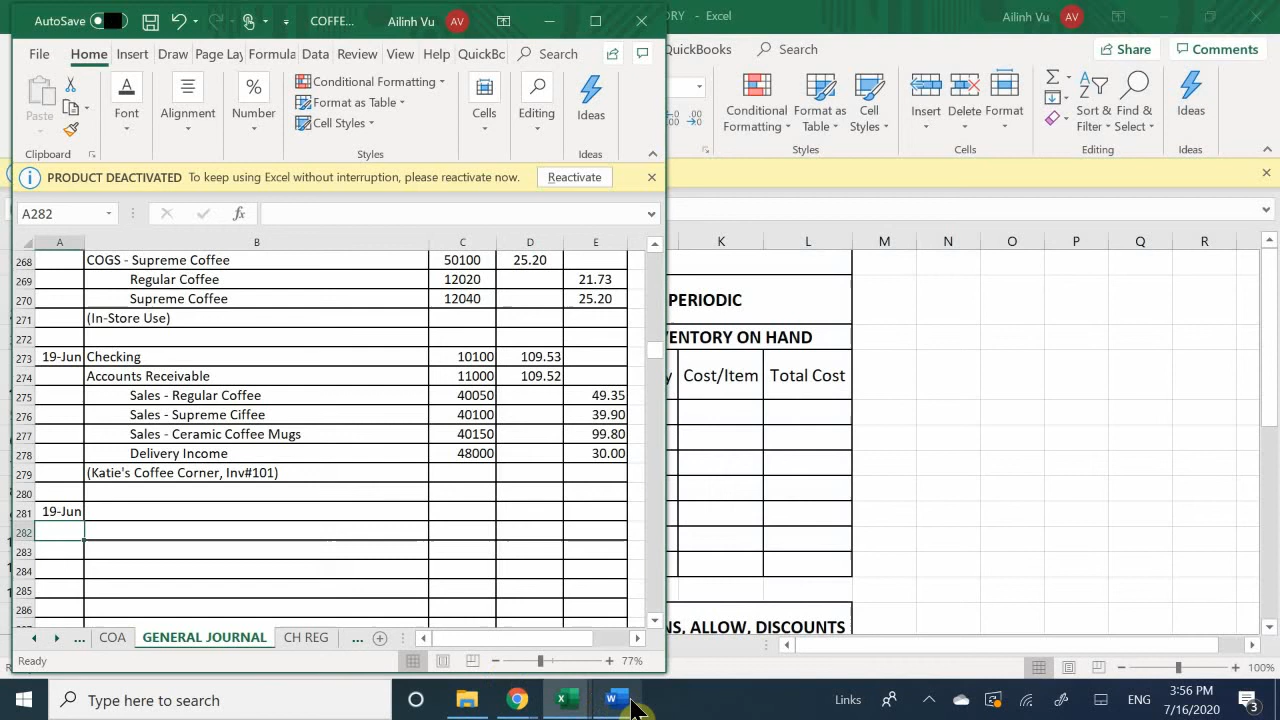 AutoSave
COFFE...
Ailinh Vu
AV
ORY - Excel
Ailinh Vu
AV
File Home Insert Draw Page Lay Formula Data Review View Help QuickBc Search
QuickBooks
Search
Share
Comments
Paste
Clipboard
Font
Alignment
Number
Conditional Formatting
Format as Table
Cell Styles
Styles
Cells
Editing
Ideas
Ideas
Conditional Formatting
Format as Table
Cell Styles
Styles
Insert Delete Format
Cells
Sort & Filter
Find & Select
Editing
Ideas
Ideas
PRODUCT DEACTIVATED To keep using Excel without interruption, please reactivate now. Reactivate
A282
fx
A B C D E
K L M N O P Q R
268 COGS - Supreme Coffee 50100 25.20
269 Regular Coffee 12020 21.73
270 Supreme Coffee 12040 25.20
271 (In-Store Use)
272
273 19-Jun Checking 10100 109.53
274 Accounts Receivable 11000 109.52
275 Sales - Regular Coffee 40050 49.35
276 Sales - Supreme Ciffee 40100 39.90
277 Sales - Ceramic Coffee Mugs 40150 99.80
278 Delivery Income 48000 30.00
279 (Katie's Coffee Corner, Inv#101)
280
281 19-Jun
282
283
284
285
286
PERIODIC
VENTORY ON HAND
y Cost/Item Total Cost
NS, ALLOW, DISCOUNTS
... COA GENERAL JOURNAL CH REG ...
Ready
77%
100%
Type here to search
Links
ENG
3:56 PM
7/16/2020
3